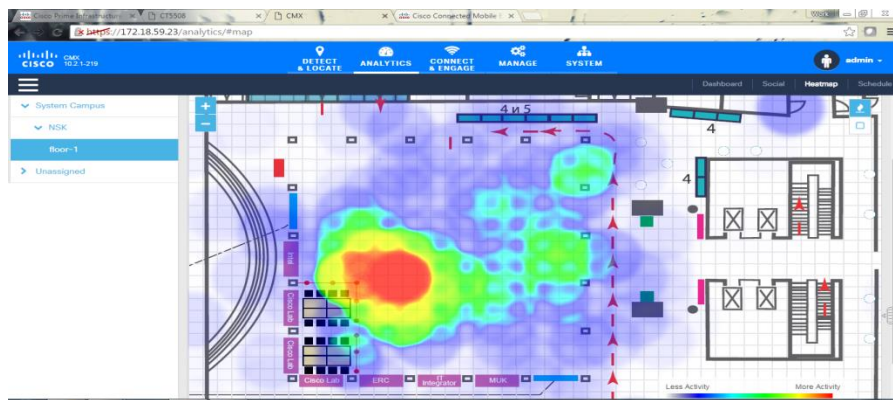 Cisco Prime Infrastructure
CT5508
CMX
Cisco Connected Mobile
https://172.18.59.23/analytics/#map
CISCO CMX
10.2.1-219
DETECT
& LOCATE
ANALYTICS
CONNECT
& ENGAGE
MANAGE
SYSTEM
admin
Dashboard Social Heatmap Schedule
System Campus
NSK
floor-1
Unassigned
+
−
4 и 5
4
4
Intel
Cisco Lab
Cisco Lab
Cisco Lab
ERC
IT
integrator
MUK
Less Activity More Activity